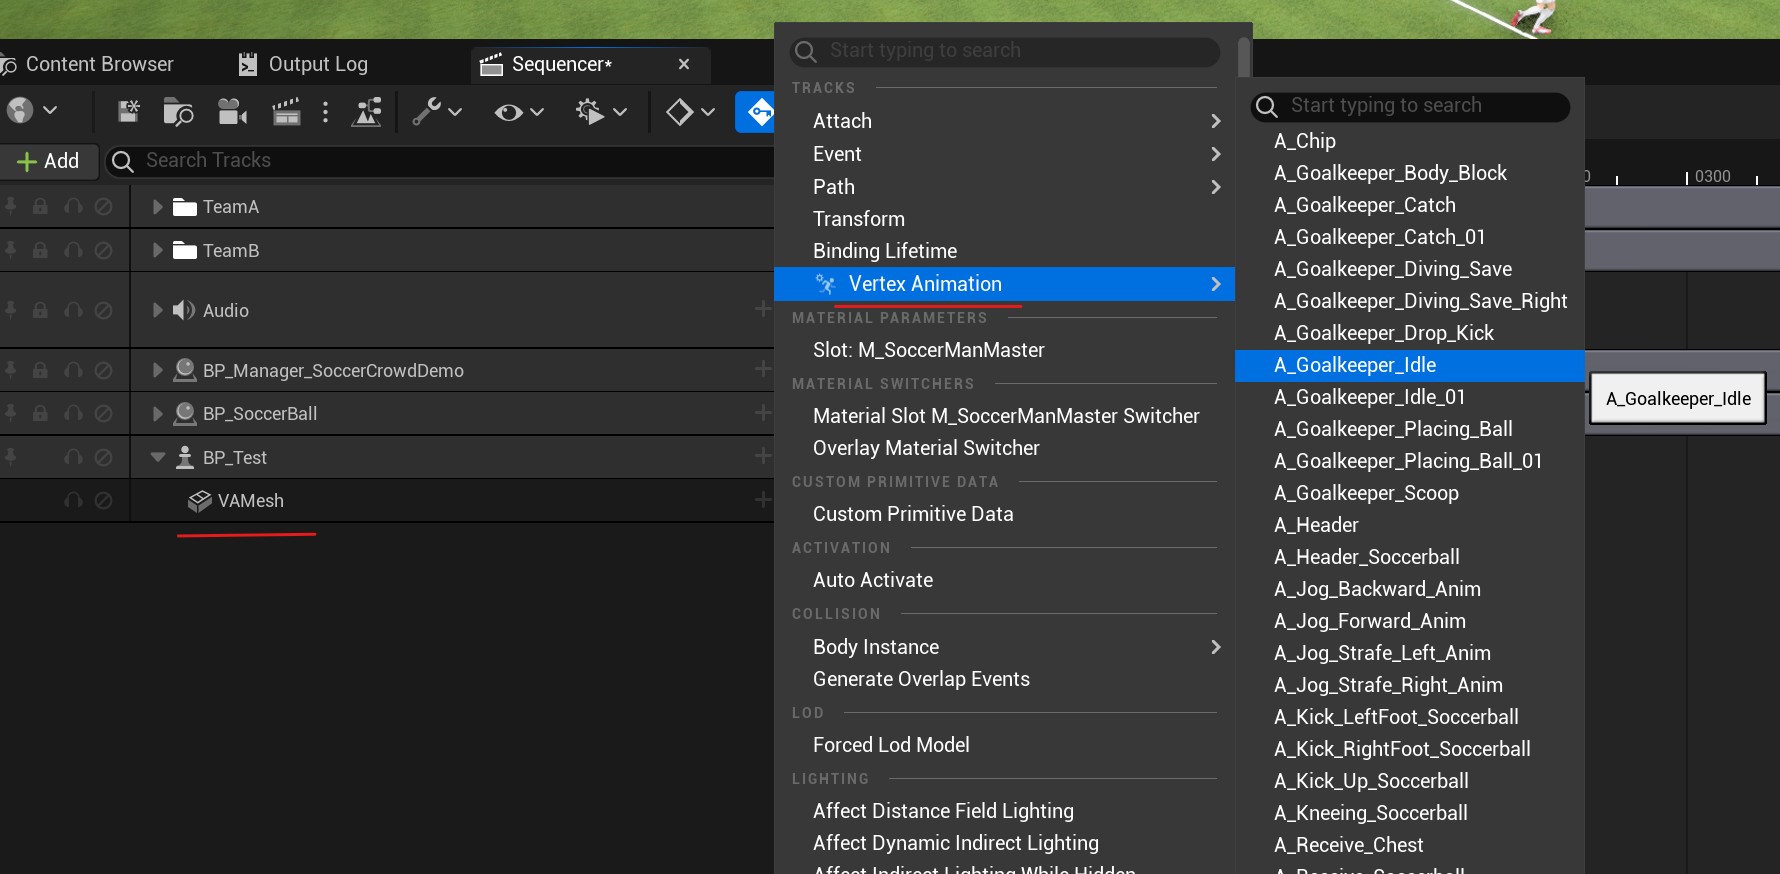 Content Browser
Output Log
Sequencer*
Add
Search Tracks
TeamA
TeamB
Audio
BP_Manager_SoccerCrowdDemo
BP_SoccerBall
BP_Test
VAMesh
Start typing to search
TRACKS
Attach
Event
Path
Transform
Binding Lifetime
Vertex Animation
MATERIAL PARAMETERS
Slot: M_SoccerManMaster
MATERIAL SWITCHERS
Material Slot M_SoccerManMaster Switcher
Overlay Material Switcher
CUSTOM PRIMITIVE DATA
Custom Primitive Data
ACTIVATION
Auto Activate
COLLISION
Body Instance
Generate Overlap Events
LOD
Forced Lod Model
LIGHTING
Affect Distance Field Lighting
Affect Dynamic Indirect Lighting
Affect Indirect Lighting While Hidden
Start typing to search
A_Chip
A_Goalkeeper_Body_Block
A_Goalkeeper_Catch
A_Goalkeeper_Catch_01
A_Goalkeeper_Diving_Save
A_Goalkeeper_Diving_Save_Right
A_Goalkeeper_Drop_Kick
A_Goalkeeper_Idle
A_Goalkeeper_Idle_01
A_Goalkeeper_Placing_Ball
A_Goalkeeper_Placing_Ball_01
A_Goalkeeper_Scoop
A_Header
A_Header_Soccerball
A_Jog_Backward_Anim
A_Jog_Forward_Anim
A_Jog_Strafe_Left_Anim
A_Jog_Strafe_Right_Anim
A_Kick_LeftFoot_Soccerball
A_Kick_RightFoot_Soccerball
A_Kick_Up_Soccerball
A_Kneeing_Soccerball
A_Receive_Chest
0300
A_Goalkeeper_Idle